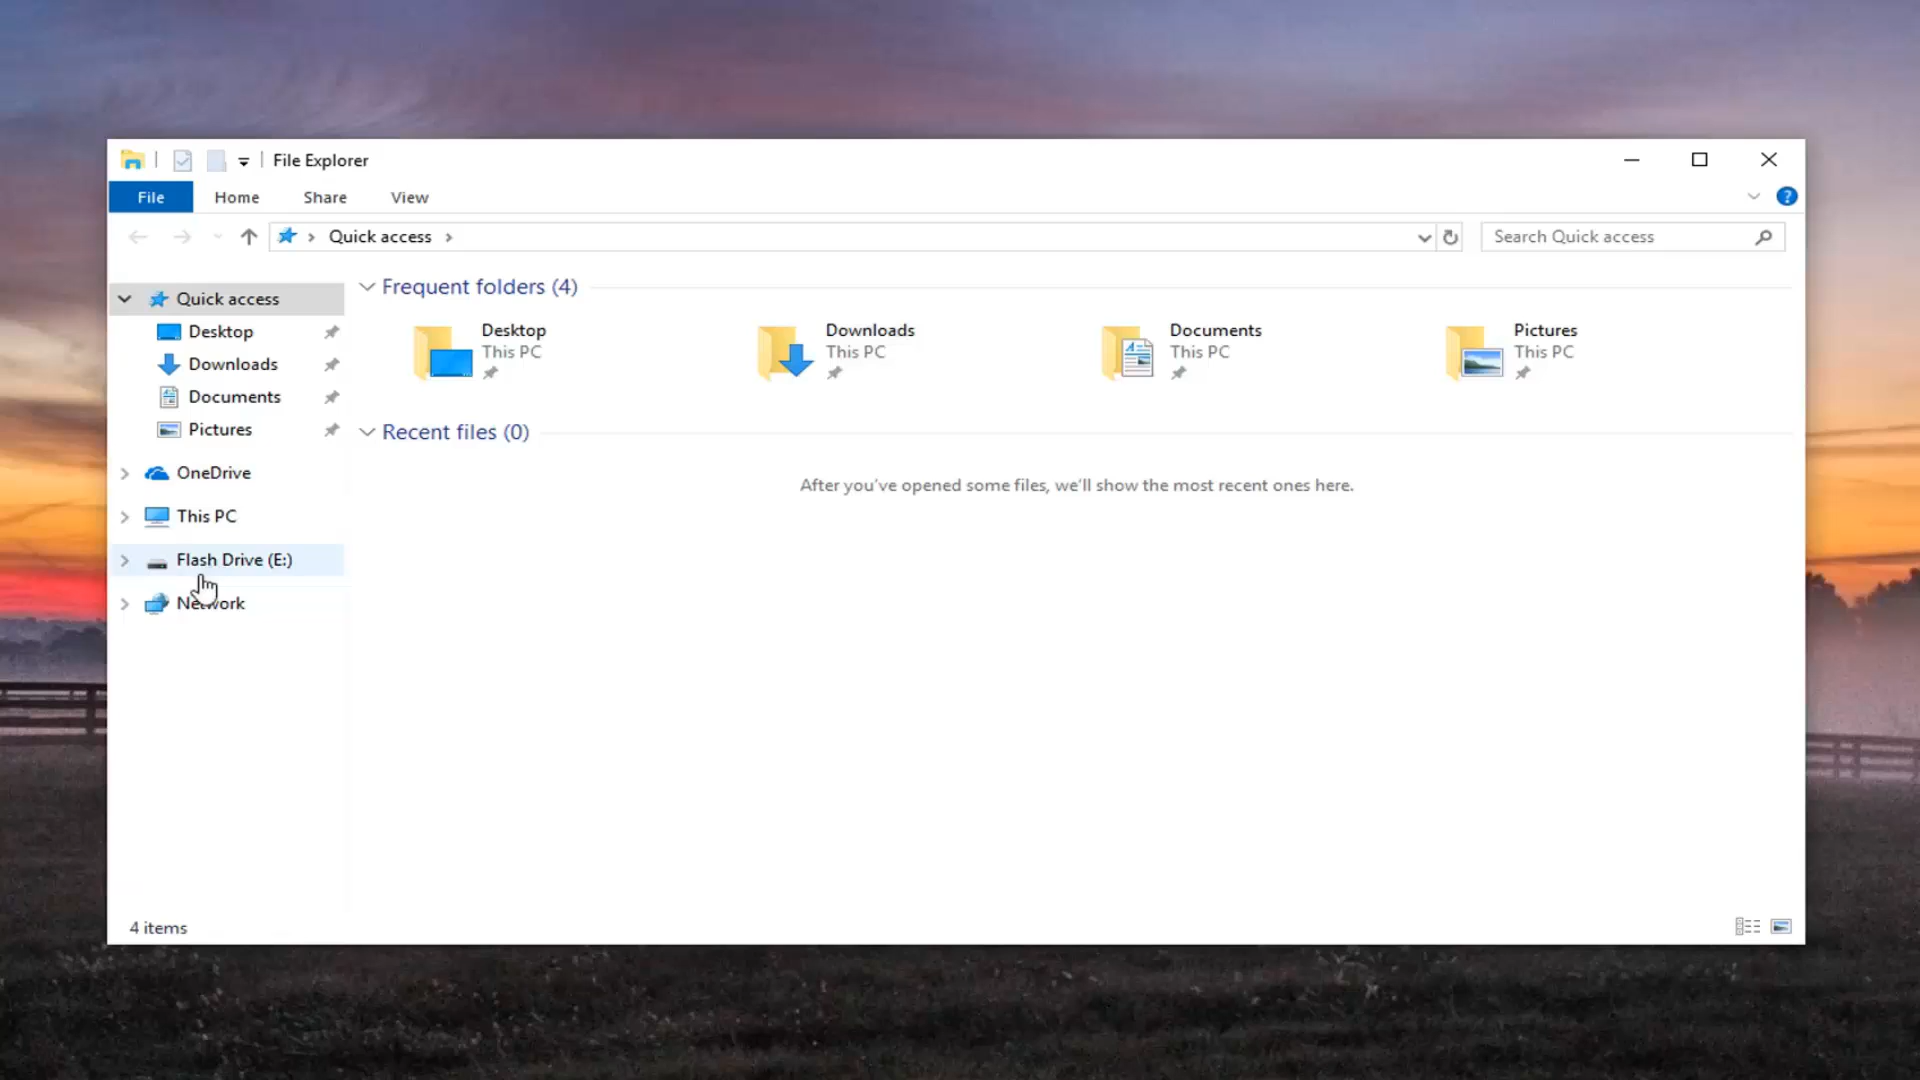 File Explorer
File Home Share View
Quick access
Search Quick access
Quick access
Desktop
Downloads
Documents
Pictures
OneDrive
This PC
Flash Drive (E:)
Network
Frequent folders (4)
Desktop
This PC
Downloads
This PC
Documents
This PC
Pictures
This PC
Recent files (0)
After you've opened some files, we'll show the most recent ones here.
4 items